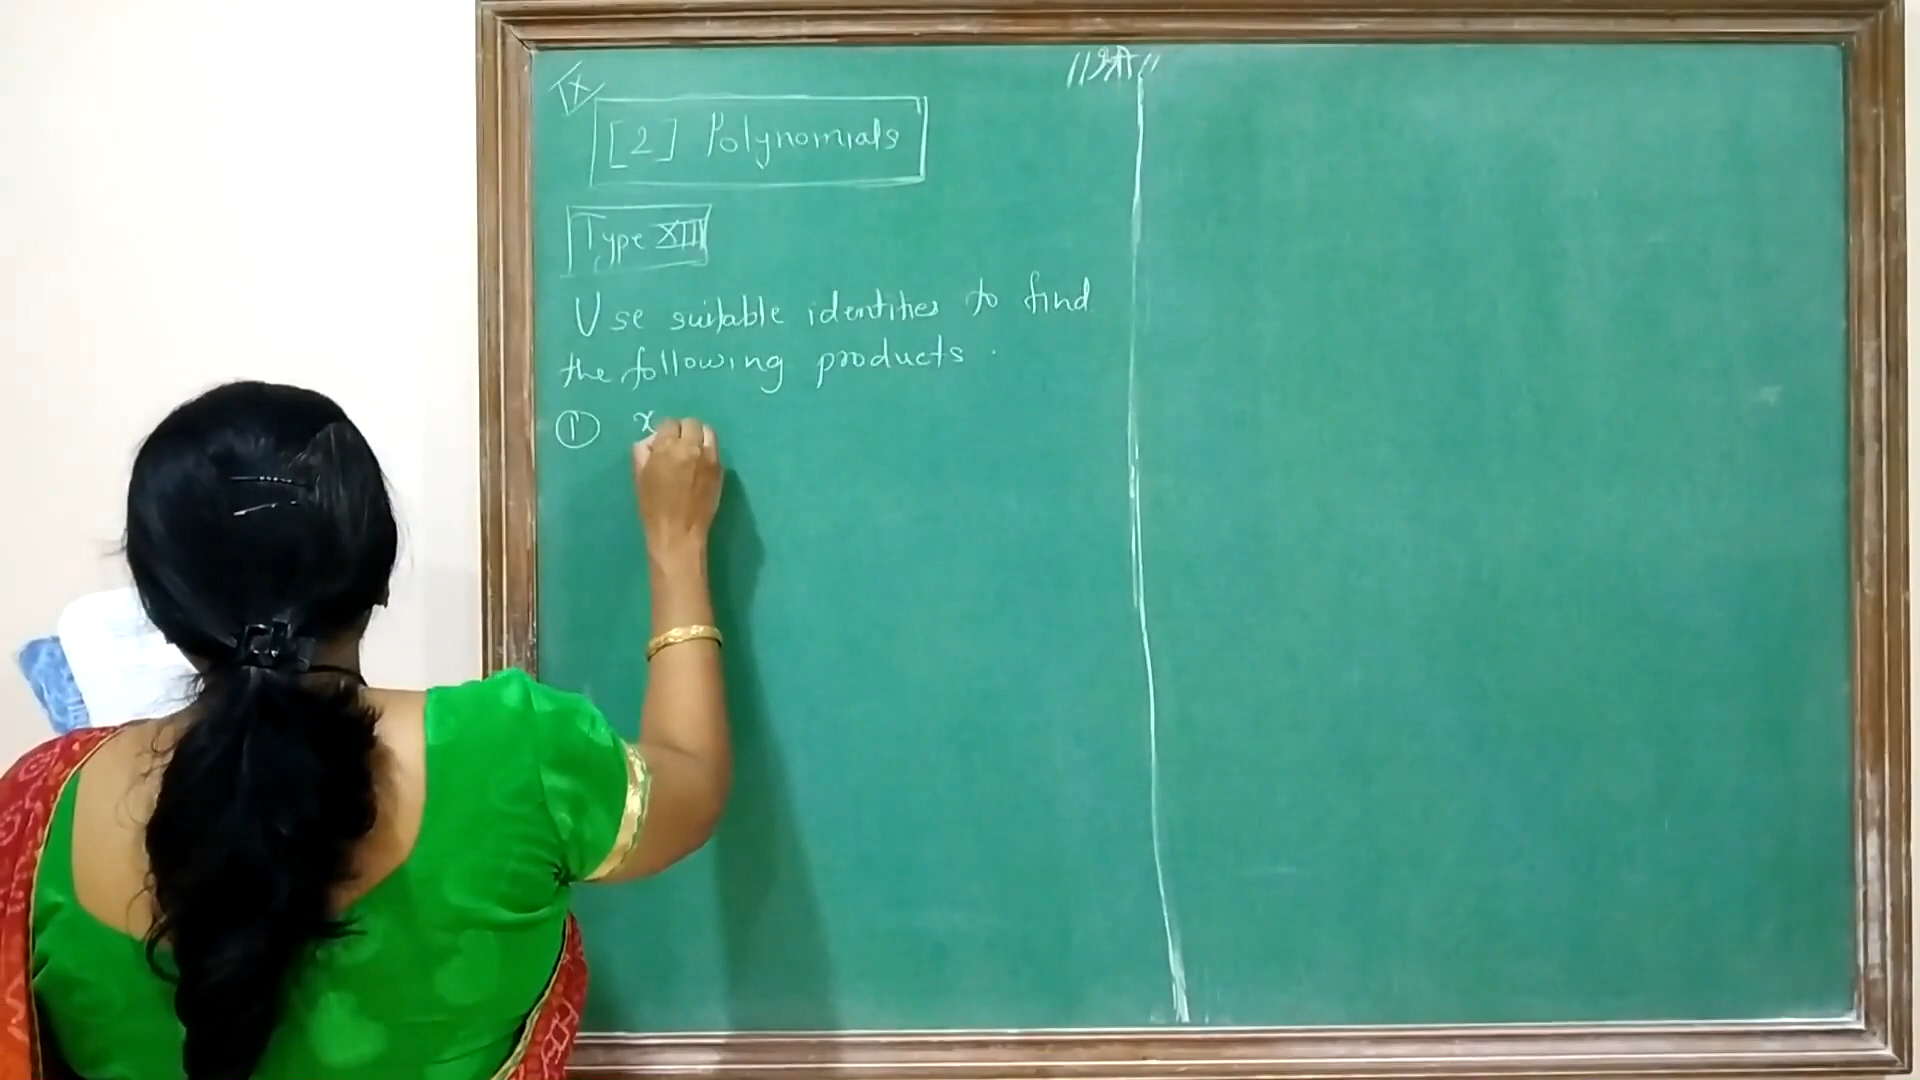 IX
[2] Polynomials
Type XIII
Use suitable identities to find
the following products.
① x